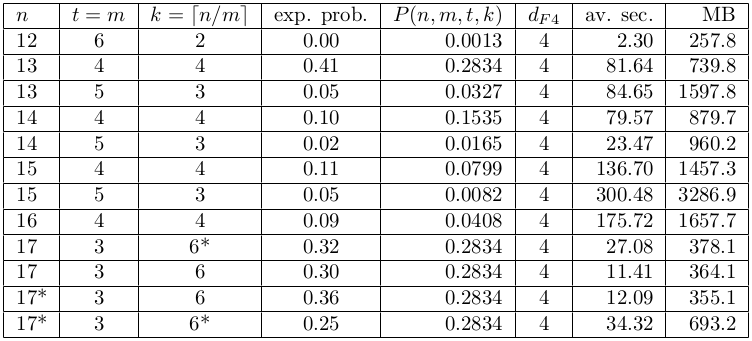 n t = m k = ⌈n/m⌉ exp. prob. P(n, m, t, k) d_{F4} av. sec. MB
12 6 2 0.00 0.0013 4 2.30 257.8
13 4 4 0.41 0.2834 4 81.64 739.8
13 5 3 0.05 0.0327 4 84.65 1597.8
14 4 4 0.10 0.1535 4 79.57 879.7
14 5 3 0.02 0.0165 4 23.47 960.2
15 4 4 0.11 0.0799 4 136.70 1457.3
15 5 3 0.05 0.0082 4 300.48 3286.9
16 4 4 0.09 0.0408 4 175.72 1657.7
17 3 6* 0.32 0.2834 4 27.08 378.1
17 3 6 0.30 0.2834 4 11.41 364.1
17* 3 6 0.36 0.2834 4 12.09 355.1
17* 3 6* 0.25 0.2834 4 34.32 693.2